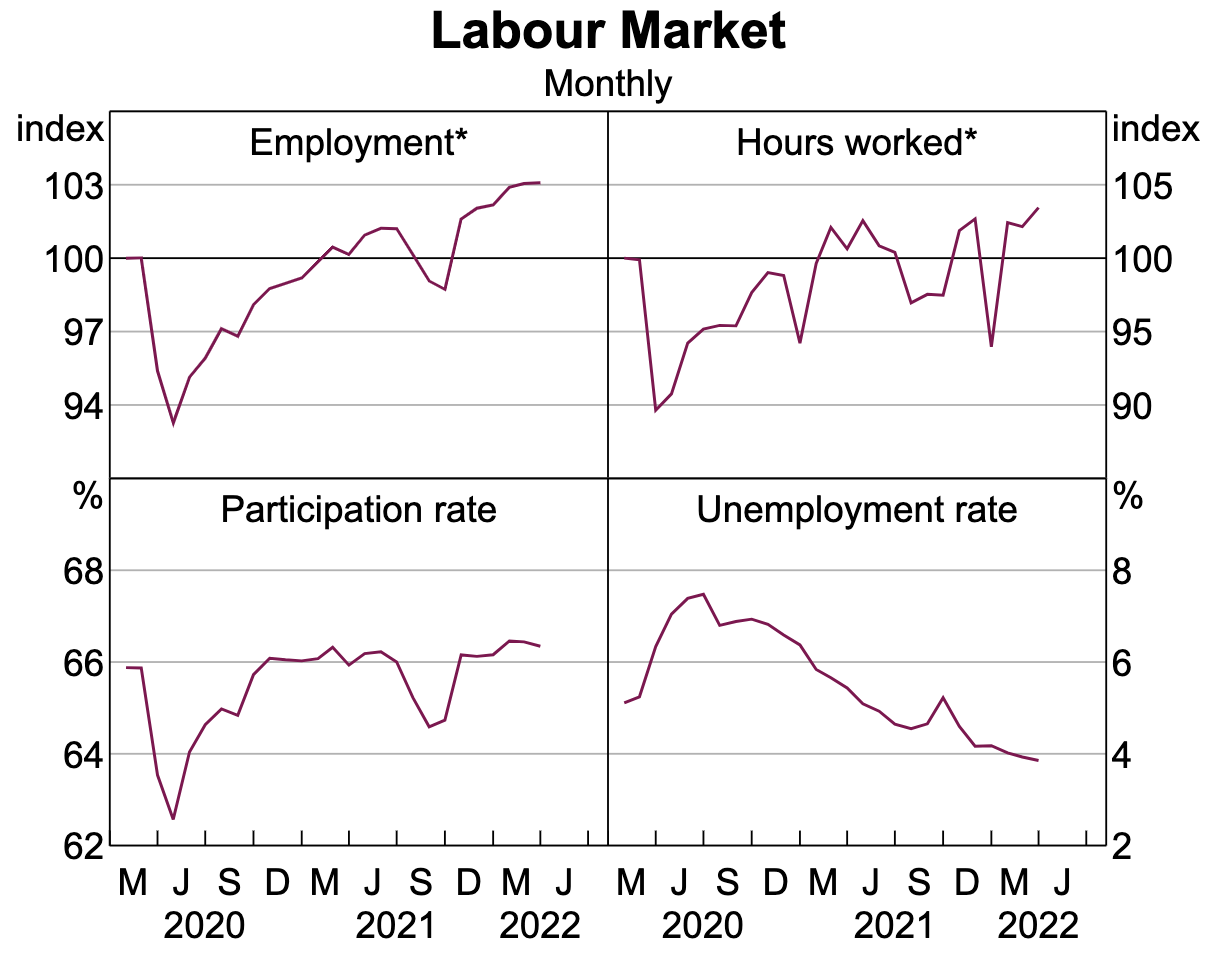 Labour Market
Monthly
index Employment* Hours worked* index
103 105
100 100
97 95
94 90
% Participation rate Unemployment rate %
68 8
66 6
64 4
62 2
M J S D M J S D M J M J S D M J S D M J
2020 2021 2022 2020 2021 2022